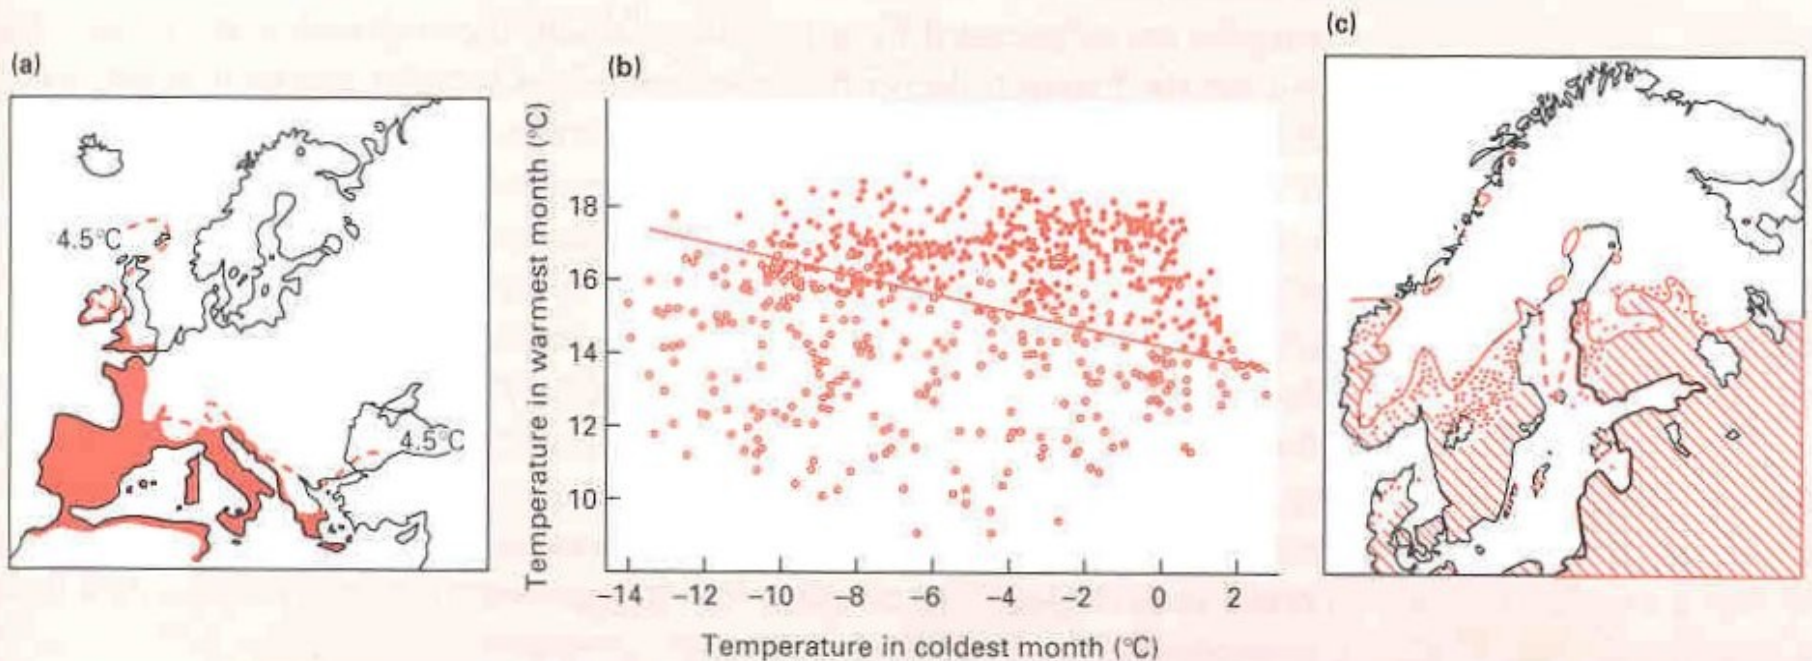 (a)
4.5°C
4.5°C
(b)
Temperature in warmest month (°C)
18
16
14
12
10
−14 −12 −10 −8 −6 −4 −2 0 2
Temperature in coldest month (°C)
(c)